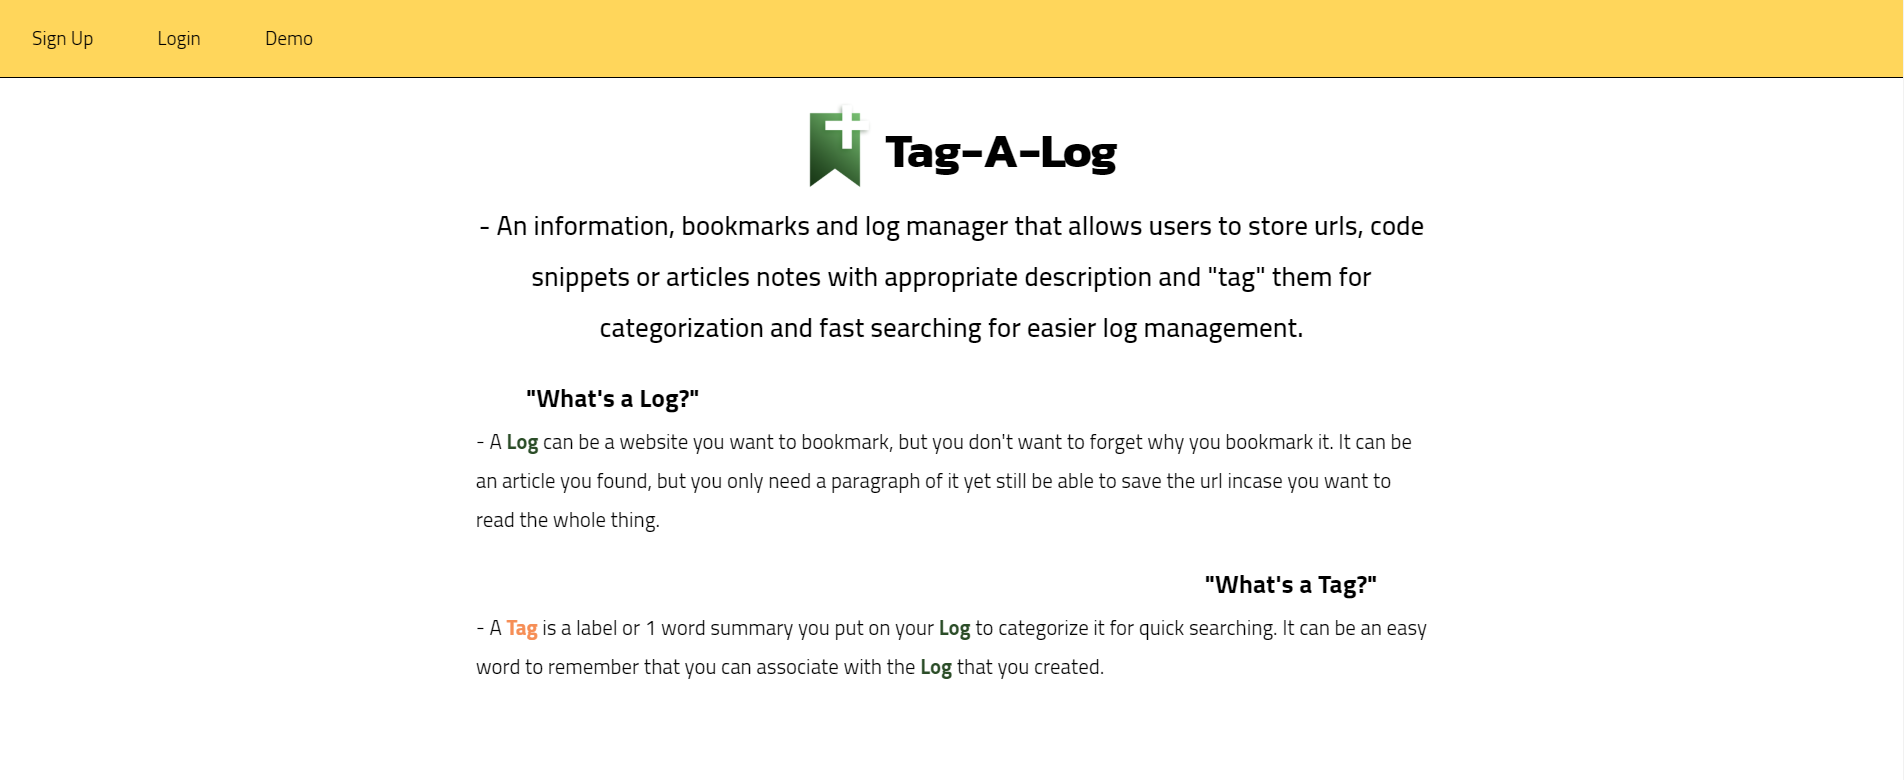 Sign Up Login Demo
Tag-A-Log
- An information, bookmarks and log manager that allows users to store urls, code
snippets or articles notes with appropriate description and "tag" them for
categorization and fast searching for easier log management.
"What's a Log?"
- A Log can be a website you want to bookmark, but you don't want to forget why you bookmark it. It can be
an article you found, but you only need a paragraph of it yet still be able to save the url incase you want to
read the whole thing.
"What's a Tag?"
- A Tag is a label or 1 word summary you put on your Log to categorize it for quick searching. It can be an easy
word to remember that you can associate with the Log that you created.